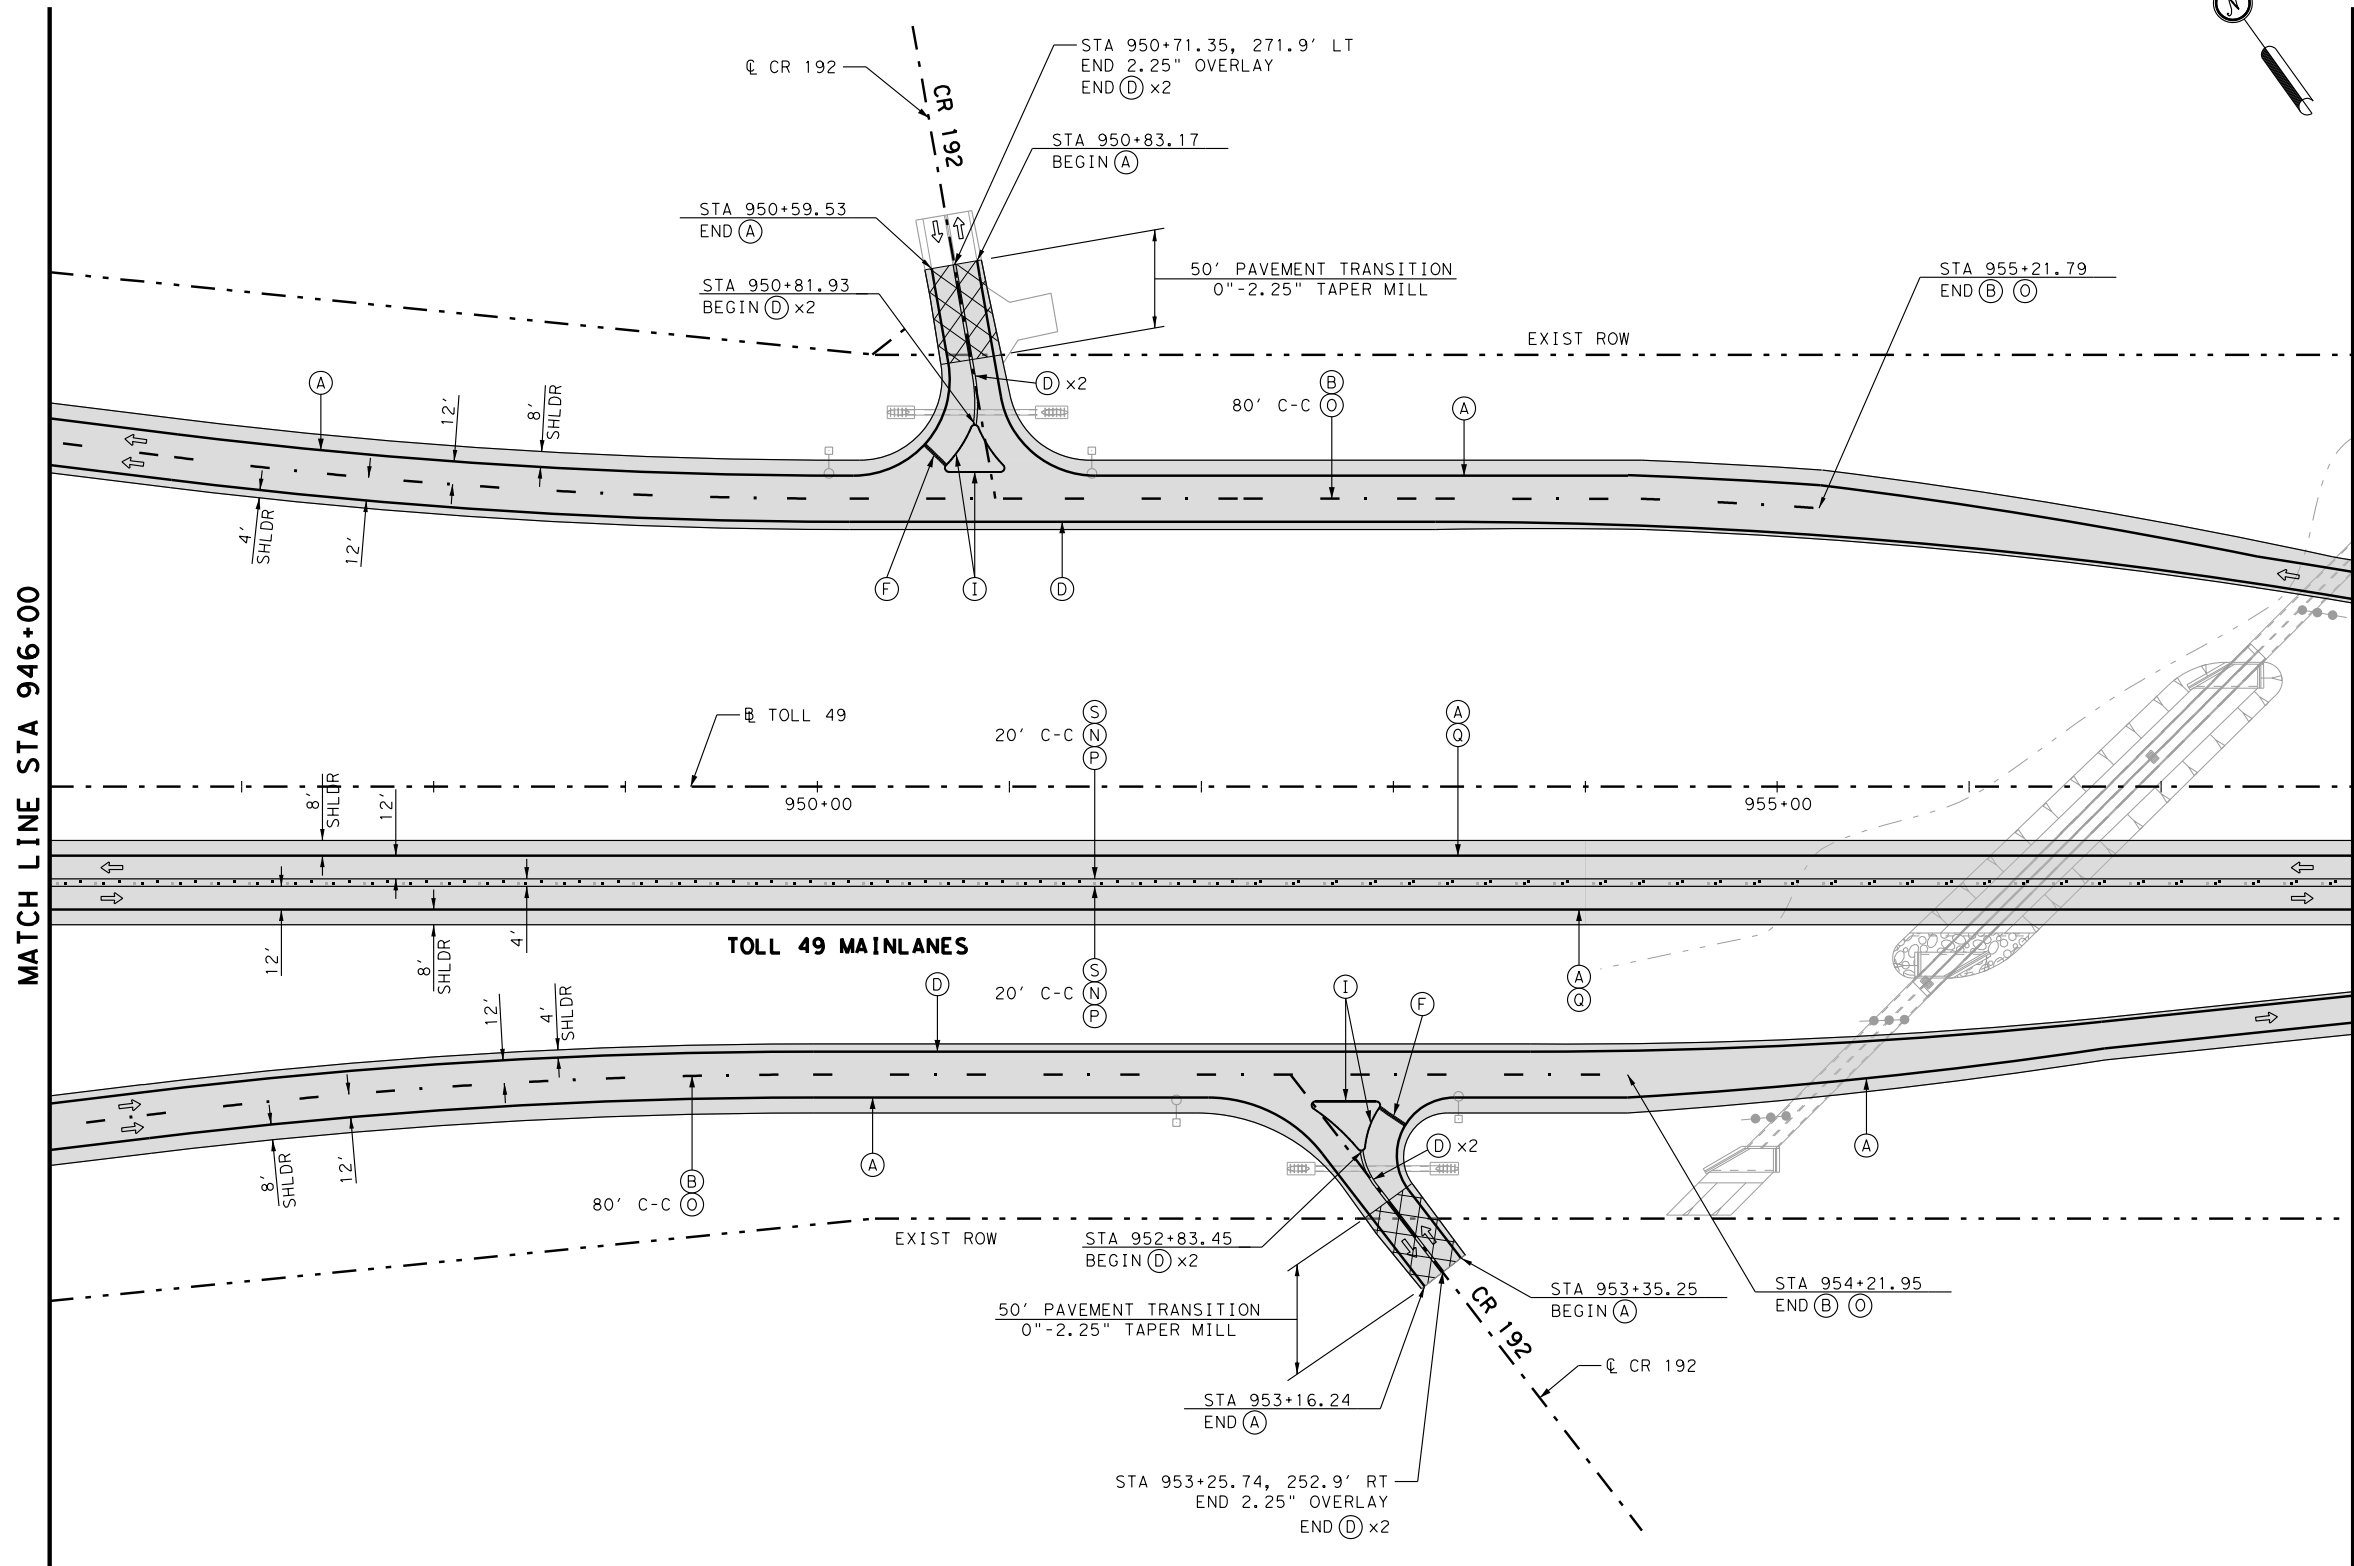 N
STA 950+71.35, 271.9' LT
END 2.25" OVERLAY
END D x2
℄ CR 192
CR 192
STA 950+83.17
BEGIN A
STA 950+59.53
END A
STA 950+81.93
BEGIN D x2
50' PAVEMENT TRANSITION
0"-2.25" TAPER MILL
STA 955+21.79
END B O
EXIST ROW
A
12'
8'
SHLDR
D x2
B
80' C-C O
A
4'
SHLDR
12'
F
I
D
MATCH LINE STA 946+00
B̵L TOLL 49
S
20' C-C N
P
A
Q
8'
SHLDR
12'
950+00
955+00
12'
8'
SHLDR
4'
TOLL 49 MAINLANES
S
20' C-C N
P
A
Q
D
I
F
12'
4'
SHLDR
8'
SHLDR
12'
B
80' C-C O
A
D x2
A
EXIST ROW
STA 952+83.45
BEGIN D x2
50' PAVEMENT TRANSITION
0"-2.25" TAPER MILL
STA 953+35.25
BEGIN A
STA 954+21.95
END B O
CR 192
℄ CR 192
STA 953+16.24
END A
STA 953+25.74, 252.9' RT
END 2.25" OVERLAY
END D x2